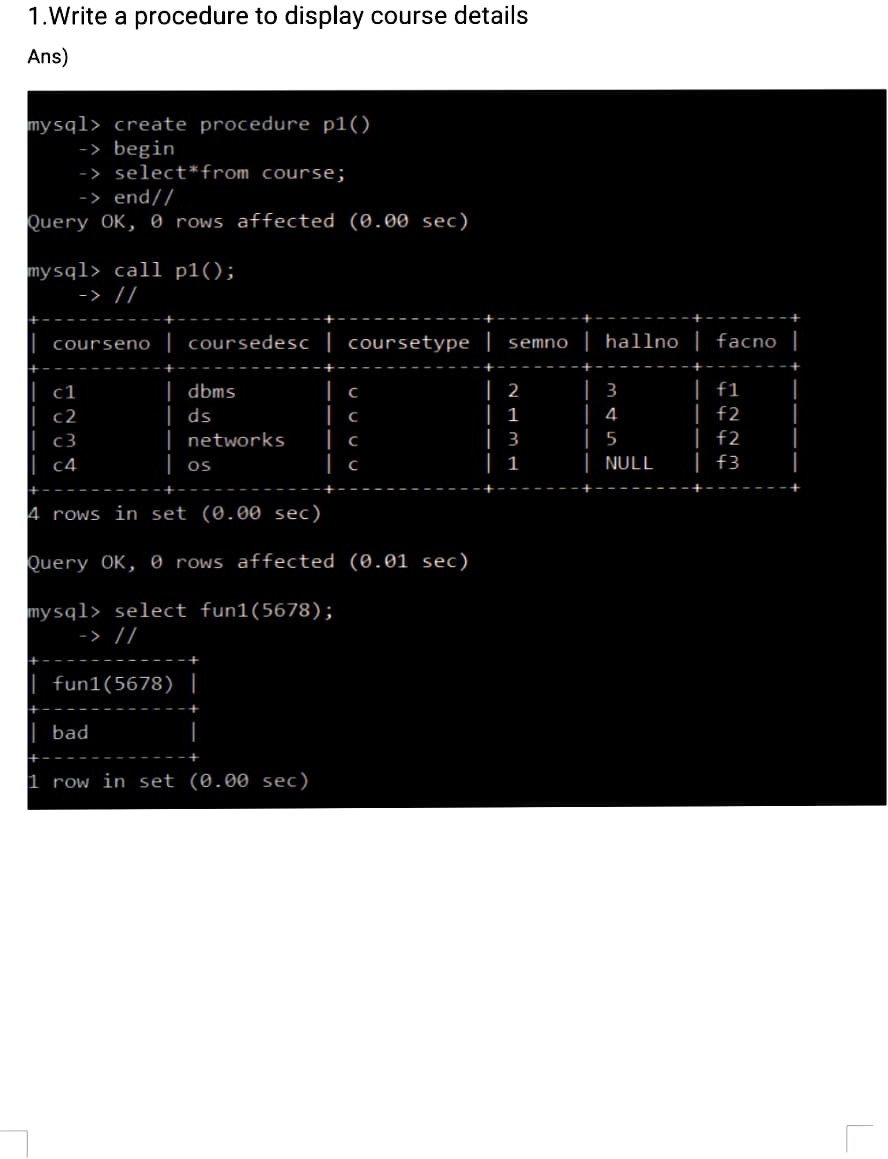 1.Write a procedure to display course details
Ans)
mysql> create procedure p1()
    -> begin
    -> select*from course;
    -> end//
Query OK, 0 rows affected (0.00 sec)
mysql> call p1();
    -> //
+----------+------------+------------+-------+--------+-------+
| courseno | coursedesc | coursetype | semno | hallno | facno |
+----------+------------+------------+-------+--------+-------+
| c1       | dbms       | c          | 2     | 3      | f1    |
| c2       | ds         | c          | 1     | 4      | f2    |
| c3       | networks   | c          | 3     | 5      | f2    |
| c4       | os         | c          | 1     | NULL   | f3    |
+----------+------------+------------+-------+--------+-------+
4 rows in set (0.00 sec)
Query OK, 0 rows affected (0.01 sec)
mysql> select fun1(5678);
    -> //
+------------+
| fun1(5678) |
+------------+
| bad        |
+------------+
1 row in set (0.00 sec)